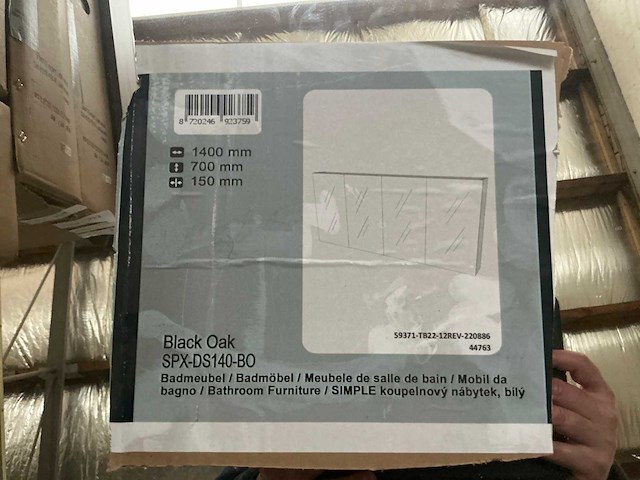 8 720246 923759
1400 mm
700 mm
150 mm
S9371-TB22-12REV-220886
44763
Black Oak
SPX-DS140-BO
Badmeubel / Badmöbel / Meubele de salle de bain / Mobil da
bagno / Bathroom Furniture / SIMPLE koupelnový nábytek, bílý